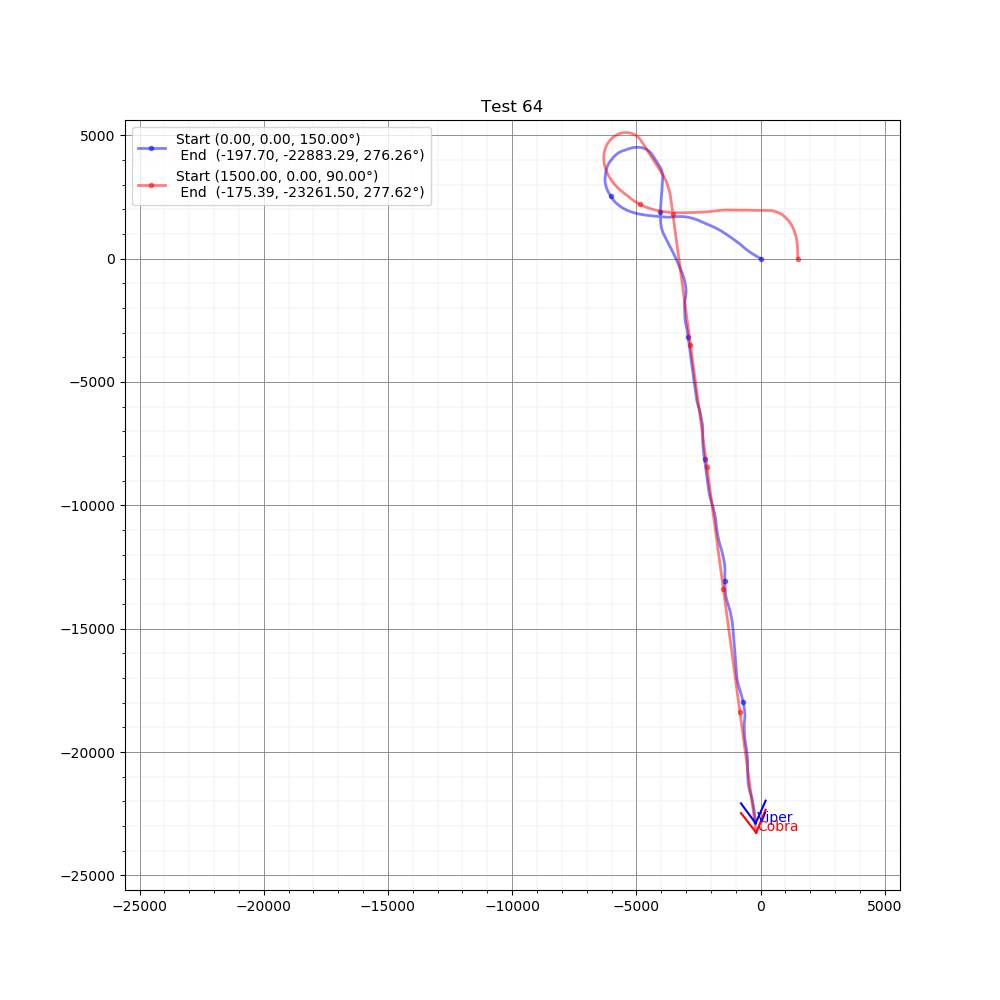 Test 64
Start (0.00, 0.00, 150.00°)
End (-197.70, -22883.29, 276.26°)
Start (1500.00, 0.00, 90.00°)
End (-175.39, -23261.50, 277.62°)
5000
0
−5000
−10000
−15000
−20000
−25000
Viper
Cobra
−25000 −20000 −15000 −10000 −5000 0 5000